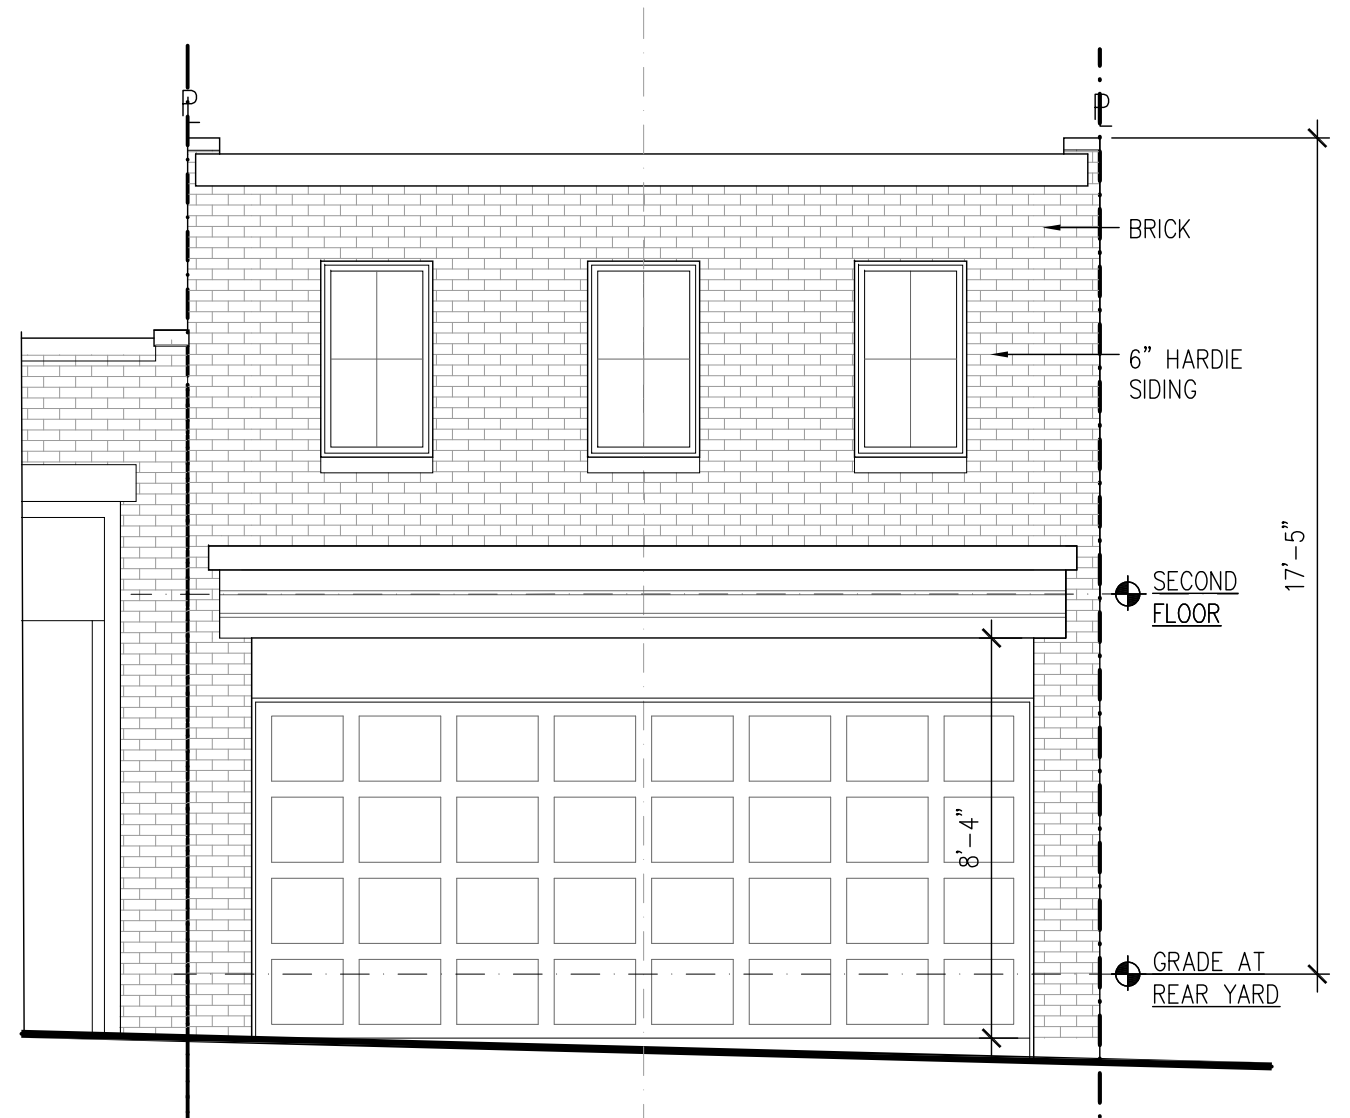 PL
PL
BRICK
6” HARDIE
SIDING
17’-5”
SECOND
FLOOR
8’-4”
GRADE AT
REAR YARD